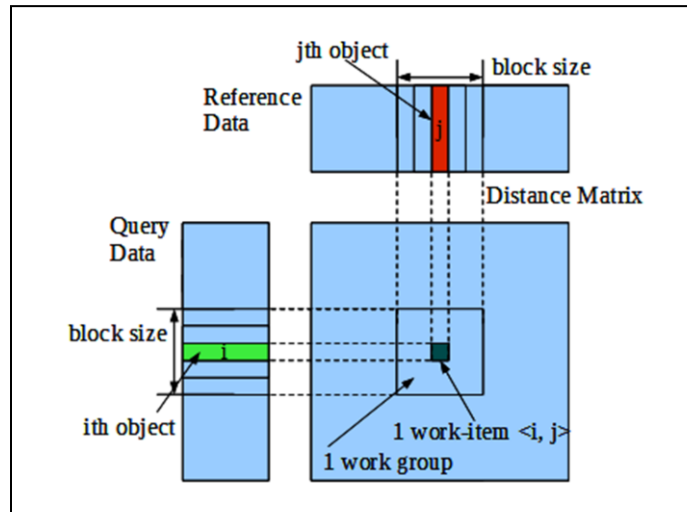 jth object
block size
Reference
Data
j
Distance Matrix
Query
Data
block size
i
ith object
1 work-item <i, j>
1 work group